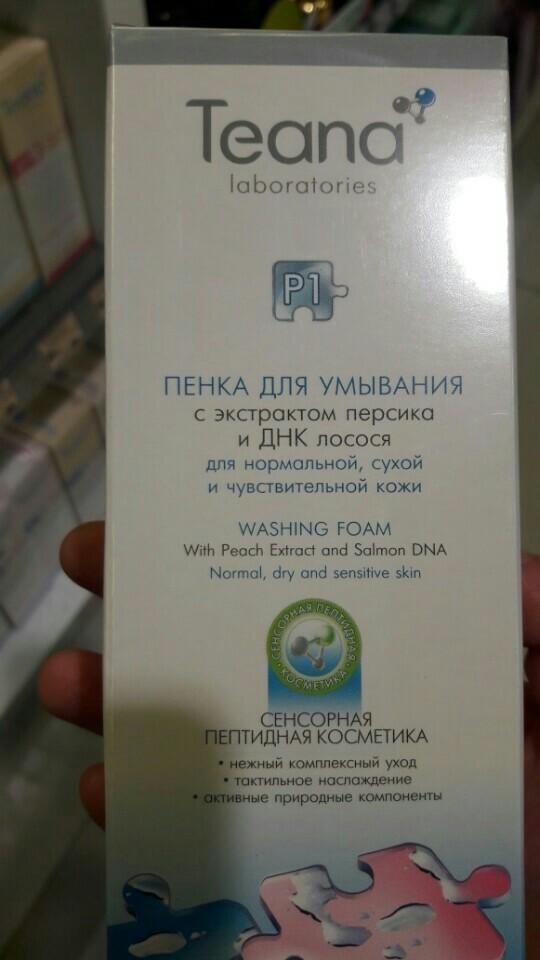 Teana
laboratories
P1
ПЕНКА ДЛЯ УМЫВАНИЯ
с экстрактом персика
и ДНК лосося
для нормальной, сухой
и чувствительной кожи
WASHING FOAM
With Peach Extract and Salmon DNA
Normal, dry and sensitive skin
СЕНСОРНАЯ ПЕПТИДНАЯ
• КОСМЕТИКА •
СЕНСОРНАЯ
ПЕПТИДНАЯ КОСМЕТИКА
• нежный комплексный уход
• тактильное наслаждение
• активные природные компоненты
Teana